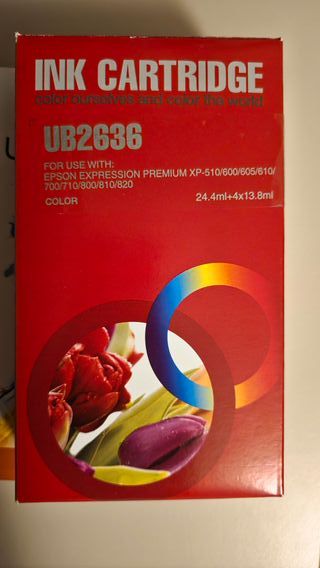 INK CARTRIDGE
color ourselves and color the world
UB2636
FOR USE WITH:
EPSON EXPRESSION PREMIUM XP-510/600/605/610/
700/710/800/810/820
COLOR
24.4ml+4x13.8ml